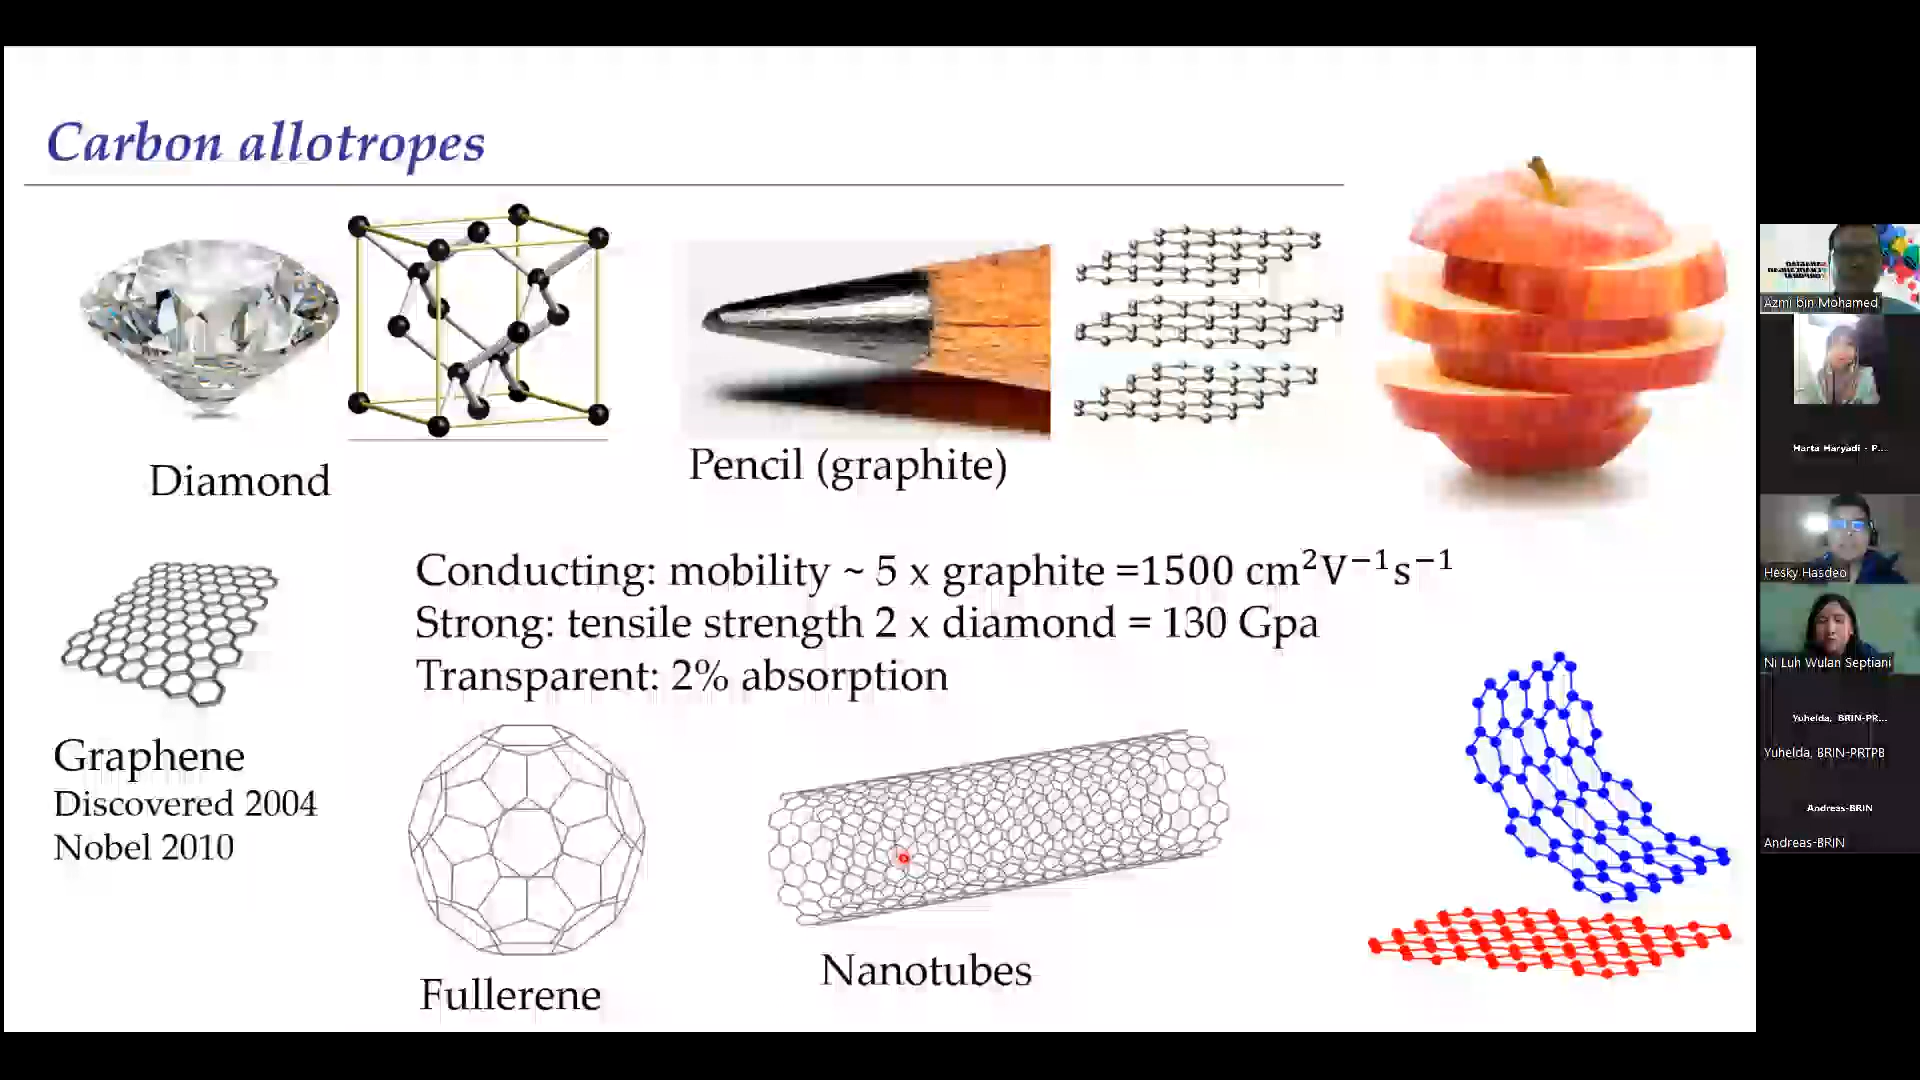 Carbon allotropes
Diamond
Pencil (graphite)
Conducting: mobility ~ 5 x graphite =1500 cm²V⁻¹s⁻¹
Strong: tensile strength 2 x diamond = 130 Gpa
Transparent: 2% absorption
Graphene
Discovered 2004
Nobel 2010
Fullerene
Nanotubes
Azmi bin Mohamed
Harta Haryadi - P...
Hesky Hasdeo
Ni Luh Wulan Septiani
Yuhelda, BRIN-PR...
Yuhelda, BRIN-PRTPB
Andreas-BRIN
Andreas-BRIN